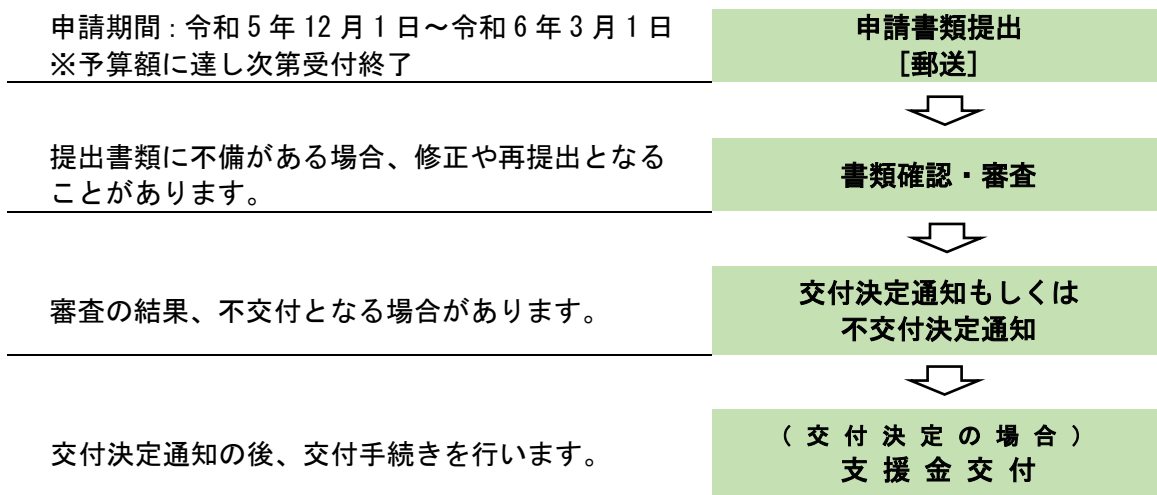 申請期間：令和５年12月１日～令和６年３月１日
※予算額に達し次第受付終了
申請書類提出
［郵送］
提出書類に不備がある場合、修正や再提出となる
ことがあります。
書類確認・審査
審査の結果、不交付となる場合があります。
交付決定通知もしくは
不交付決定通知
交付決定通知の後、交付手続きを行います。
（交付決定の場合）
支援金交付